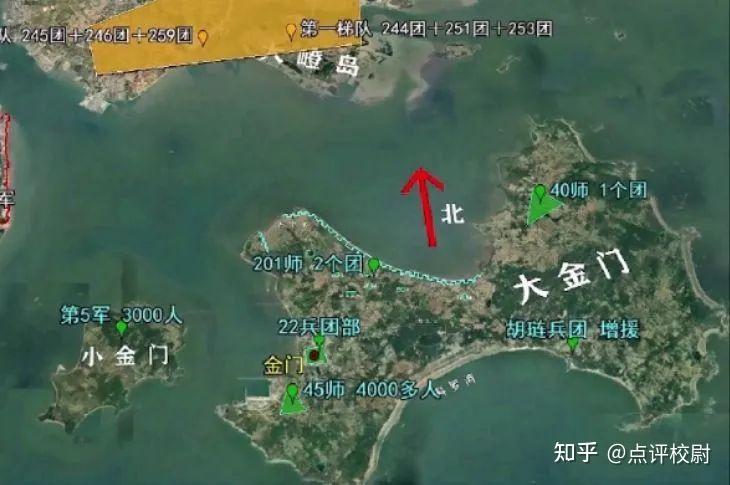 队 245团＋246团＋259团
第一梯队 244团＋251团＋253团
大嶝岛
军
北
40师 1个团
201师 2个团
大金门
第5军 3000人
22兵团部
胡琏兵团 增援
小金门
金门
45师 4000多人
知乎 @点评校尉